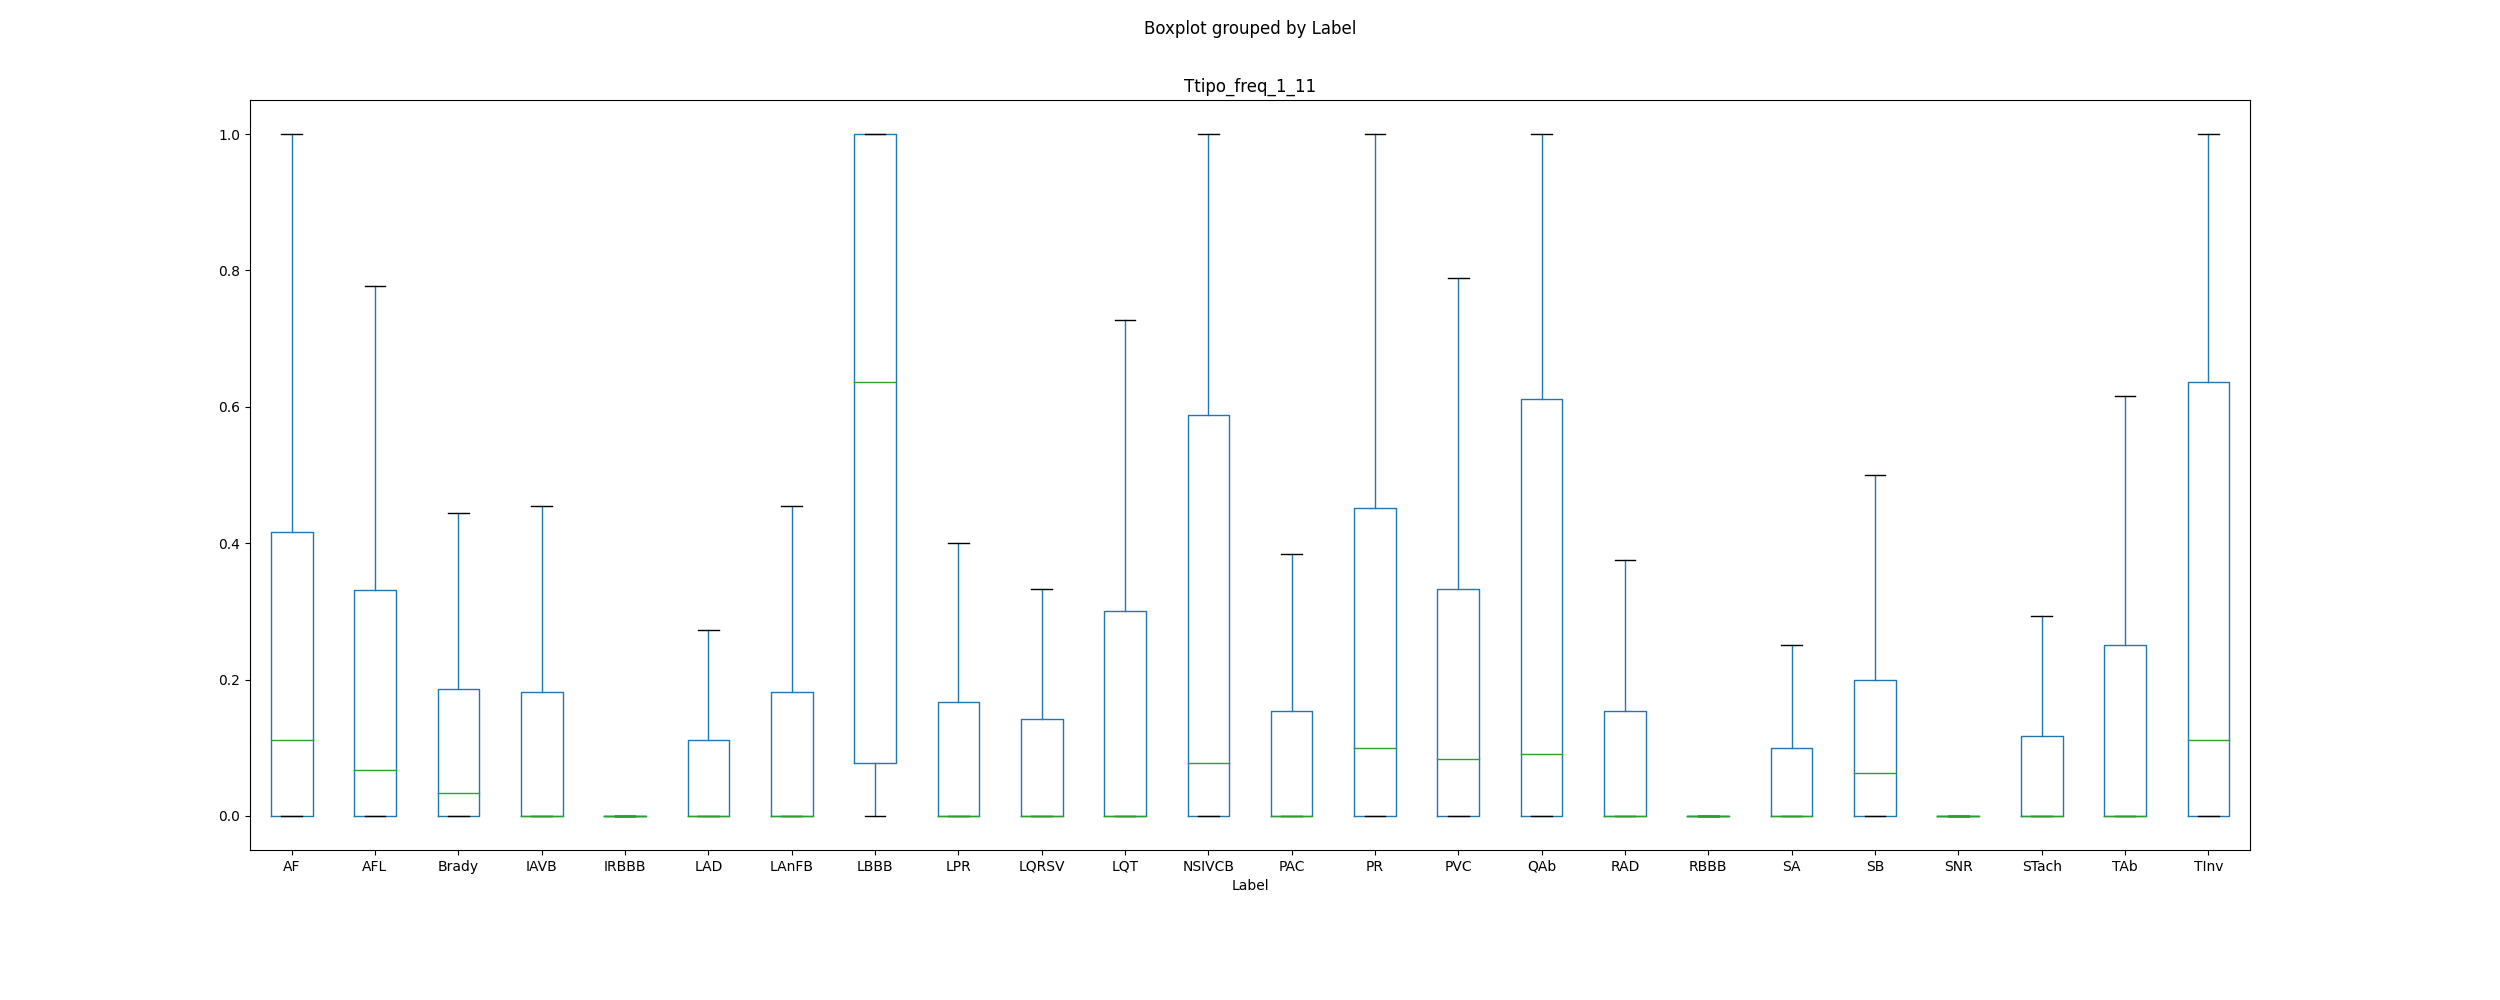 Boxplot grouped by Label
Ttipo_freq_1_11
1.0
0.8
0.6
0.4
0.2
0.0
AF AFL Brady IAVB IRBBB LAD LAnFB LBBB LPR LQRSV LQT NSIVCB PAC PR PVC QAb RAD RBBB SA SB SNR STach TAb TInv
Label